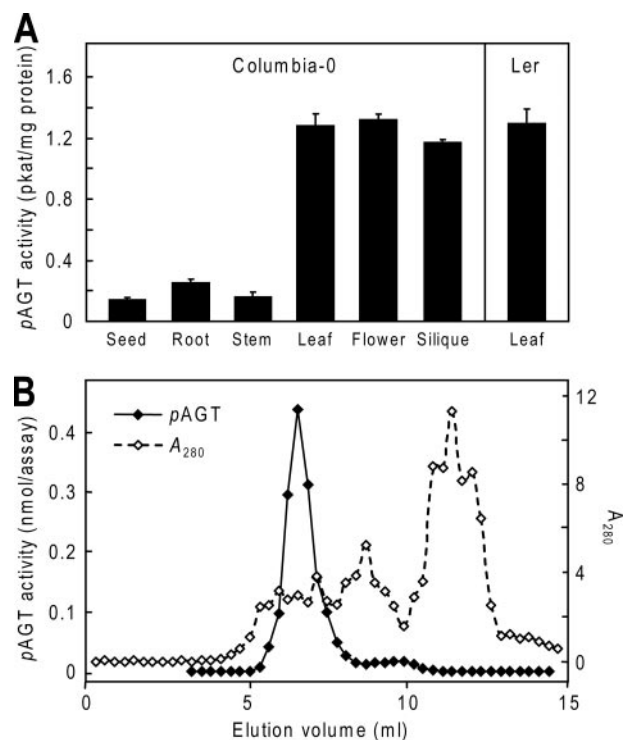 A
Columbia-0 Ler
pAGT activity (pkat/mg protein)
1.6
1.2
0.8
0.4
0
Seed Root Stem Leaf Flower Silique Leaf
B
pAGT
A280
pAGT activity (nmol/assay)
0.4
0.3
0.2
0.1
0
12
8
4
0
A280
0 5 10 15
Elution volume (ml)